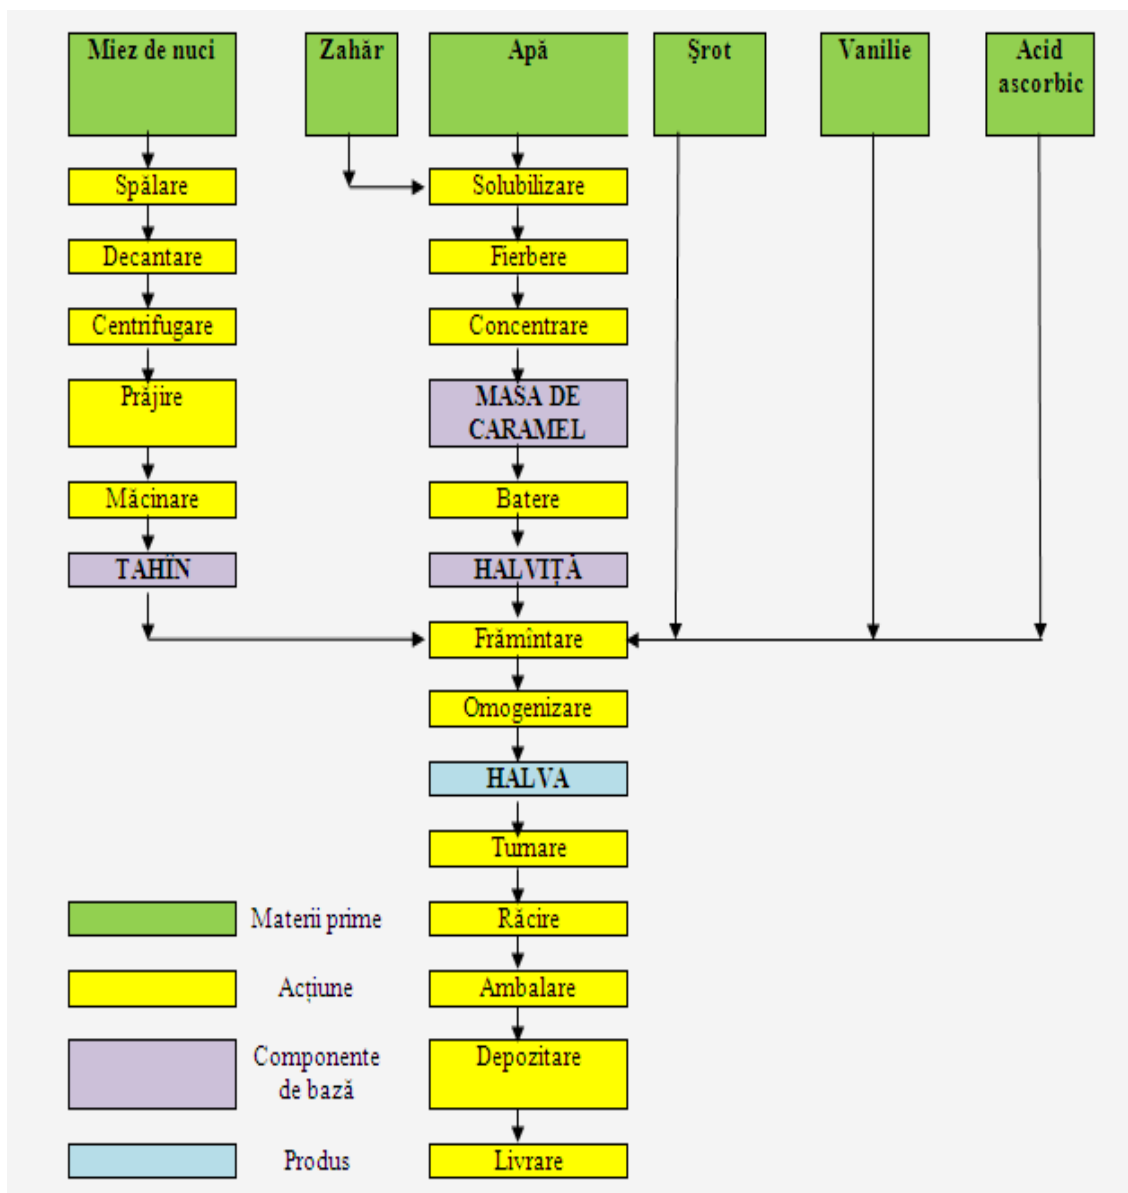 Miez de nuci
Zahăr
Apă
Șrot
Vanilie
Acid
ascorbic
Spălare
Solubilizare
Decantare
Fierbere
Centrifugare
Concentrare
Prăjire
MASA DE
CARAMEL
Măcinare
Batere
TAHÎN
HALVIȚĂ
Frămîntare
Omogenizare
HALVA
Turnare
Materii prime
Răcire
Acțiune
Ambalare
Componente
de bază
Depozitare
Produs
Livrare